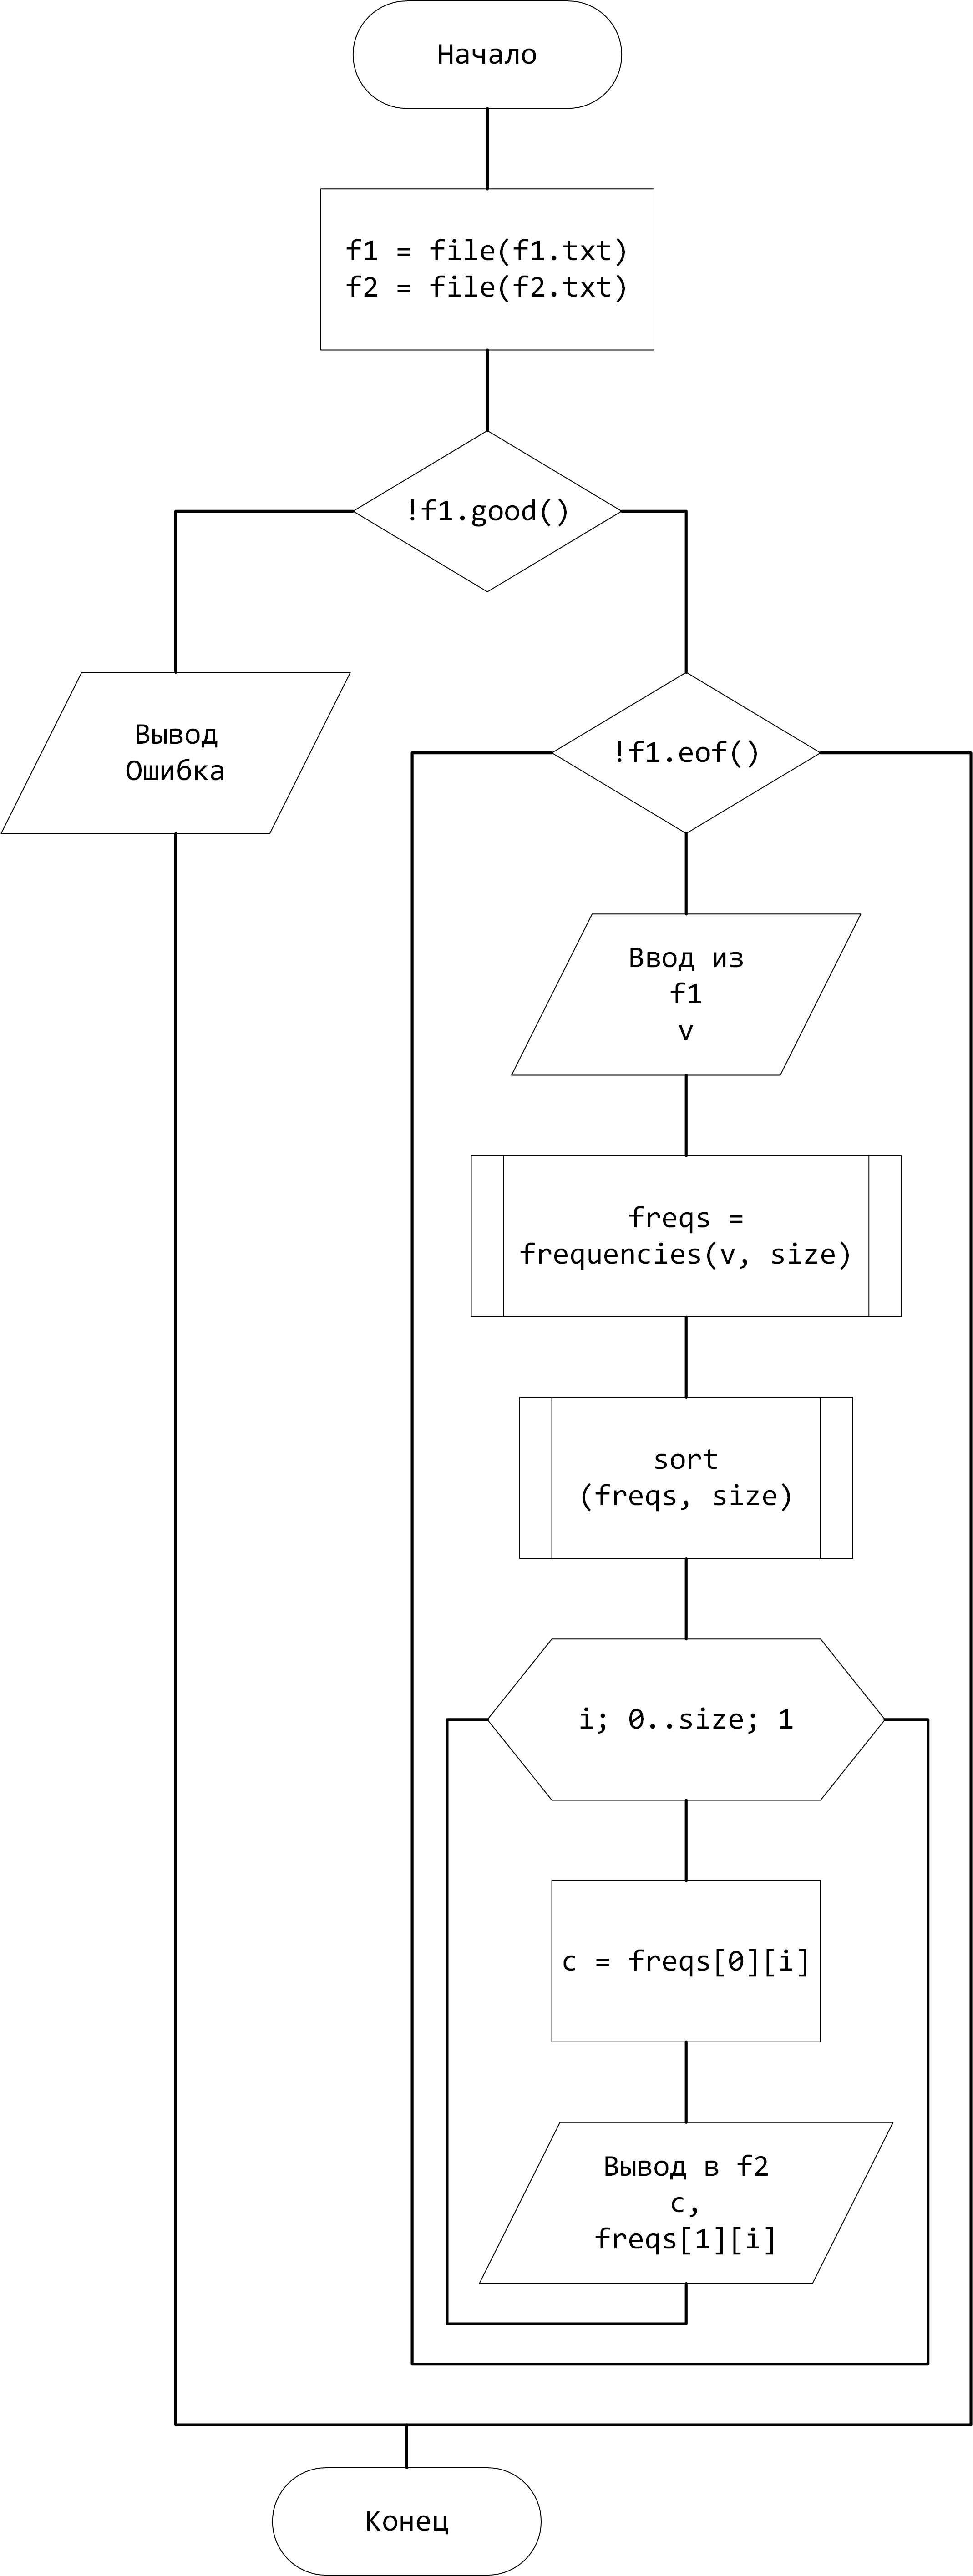 Начало
f1 = file(f1.txt)
f2 = file(f2.txt)
!f1.good()
Вывод
Ошибка
!f1.eof()
Ввод из
f1
v
freqs =
frequencies(v, size)
sort
(freqs, size)
i; 0..size; 1
c = freqs[0][i]
Вывод в f2
c,
freqs[1][i]
Конец